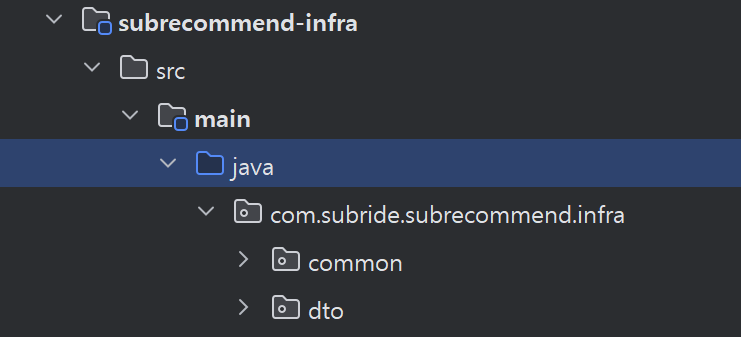 subrecommend-infra
src
main
java
com.subride.subrecommend.infra
common
dto